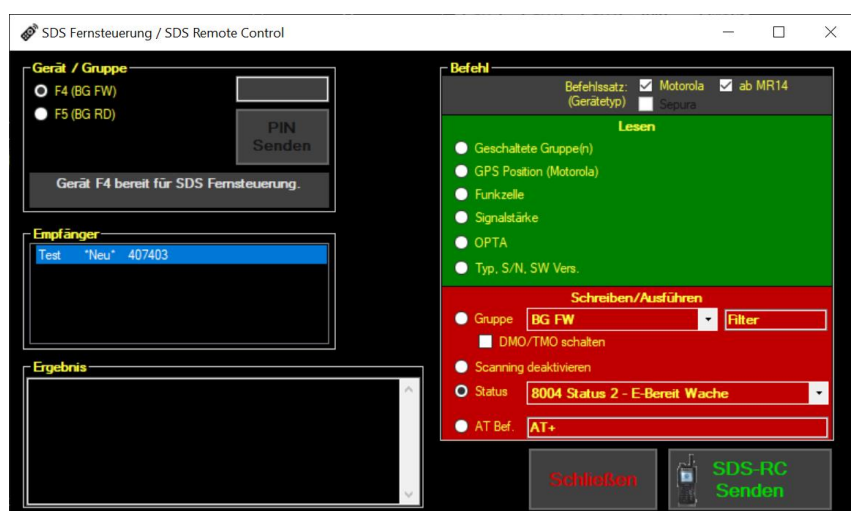 SDS Fernsteuerung / SDS Remote Control
Gerät / Gruppe
F4 (BG FW)
F5 (BG RD)
PIN
Senden
Gerät F4 bereit für SDS Fernsteuerung.
Empfänger
Test "Neu" 407403
Ergebnis
Befehl
Befehlssatz: Motorola ab MR14
(Gerätetyp) Sepura
Lesen
Geschaltete Gruppe(n)
GPS Position (Motorola)
Funkzelle
Signalstärke
OPTA
Typ, S/N, SW Vers.
Schreiben/Ausführen
Gruppe BG FW Filter
DMO/TMO schalten
Scanning deaktivieren
Status 8004 Status 2 - E-Bereit Wache
AT Bef. AT+
Schließen
SDS-RC
Senden